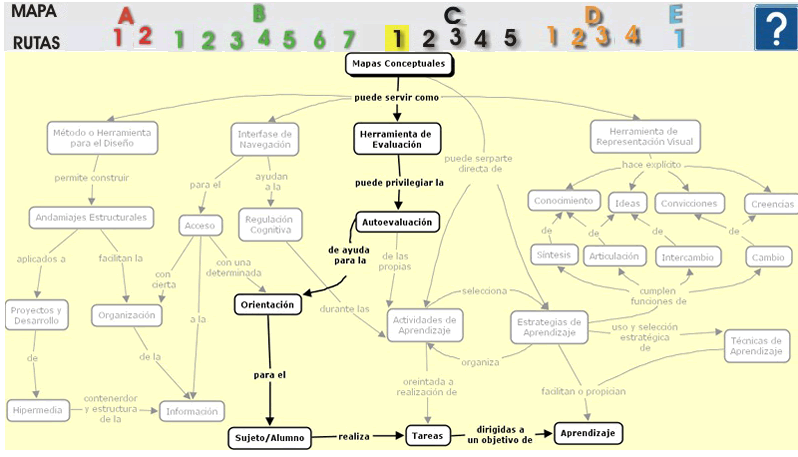 MAPA A B C D E
RUTAS 1 2 1 2 3 4 5 6 7 1 2 3 4 5 1 2 3 4 1 ?
Mapas Conceptuales
puede servir como
Método o Herramienta
para el Diseño
Interfase de
Navegación
Herramienta de
Evaluación
Herramienta de
Representación Visual
puede serparte
directa de
hace explícito
permite construir
para el
ayudan
a la
puede privilegiar la
Conocimiento
Ideas
Convicciones
Creencias
Andamiajes Estructurales
Acceso
Regulación
Cognitiva
Autoevaluación
de
de
de
aplicados a
facilitan la
con
cierta
con una
determinada
de ayuda
para la
de las
propias
Síntesis
Articulación
Intercambio
Cambio
Orientación
selecciona
cumplen
funciones de
Proyectos y
Desarrollo
Organización
a la
durante las
Actividades de
Aprendizaje
Estrategias de
Aprendizaje
uso y selección
estratégica
de
Técnicas de
Aprendizaje
de
de la
organiza
para el
oreintada a
realización de
facilitan o propician
Hipermedia
contenerdor
y estructura
de la
Información
Sujeto/Alumno
realiza
Tareas
dirigidas a
un objetivo de
Aprendizaje